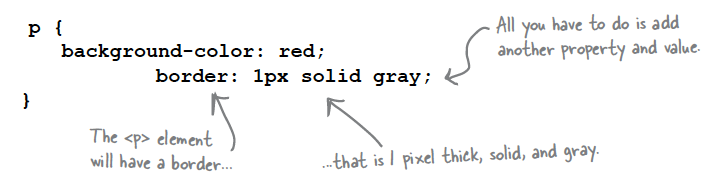 p {
background-color: red;
border: 1px solid gray;
}
All you have to do is add
another property and value.
The <p> element
will have a border...
...that is 1 pixel thick, solid, and gray.